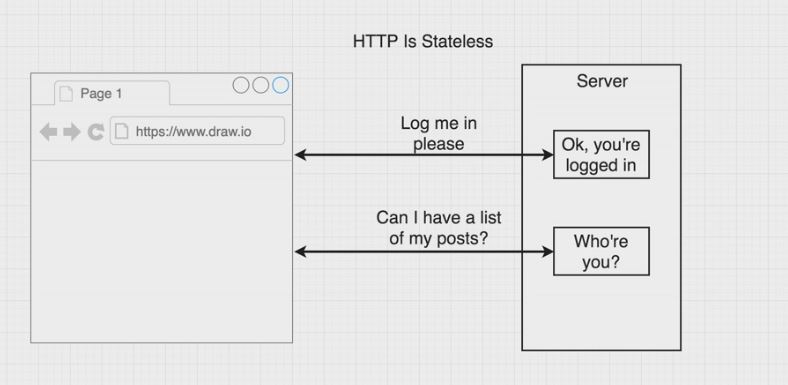 HTTP Is Stateless
Page 1
https://www.draw.io
Log me in
please
Can I have a list
of my posts?
Server
Ok, you're
logged in
Who're
you?